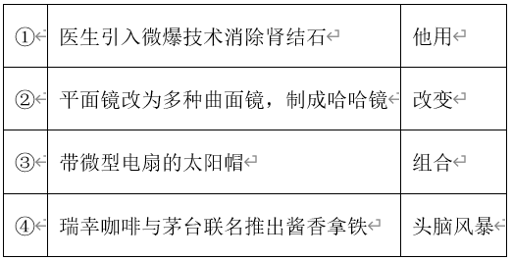 ① 医生引入微爆技术消除肾结石 他用
② 平面镜改为多种曲面镜，制成哈哈镜 改变
③ 带微型电扇的太阳帽 组合
④ 瑞幸咖啡与茅台联名推出酱香拿铁 头脑风暴